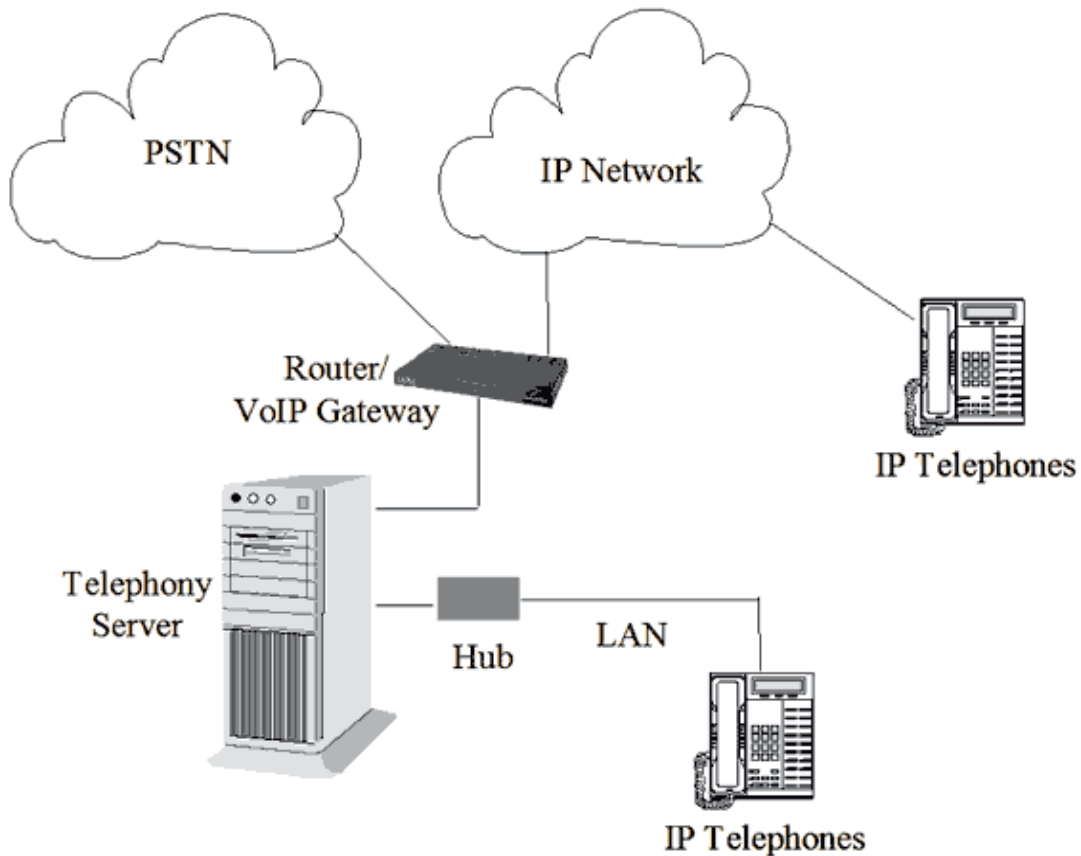 PSTN
IP Network
Router/
VoIP Gateway
IP Telephones
Telephony
Server
Hub
LAN
IP Telephones